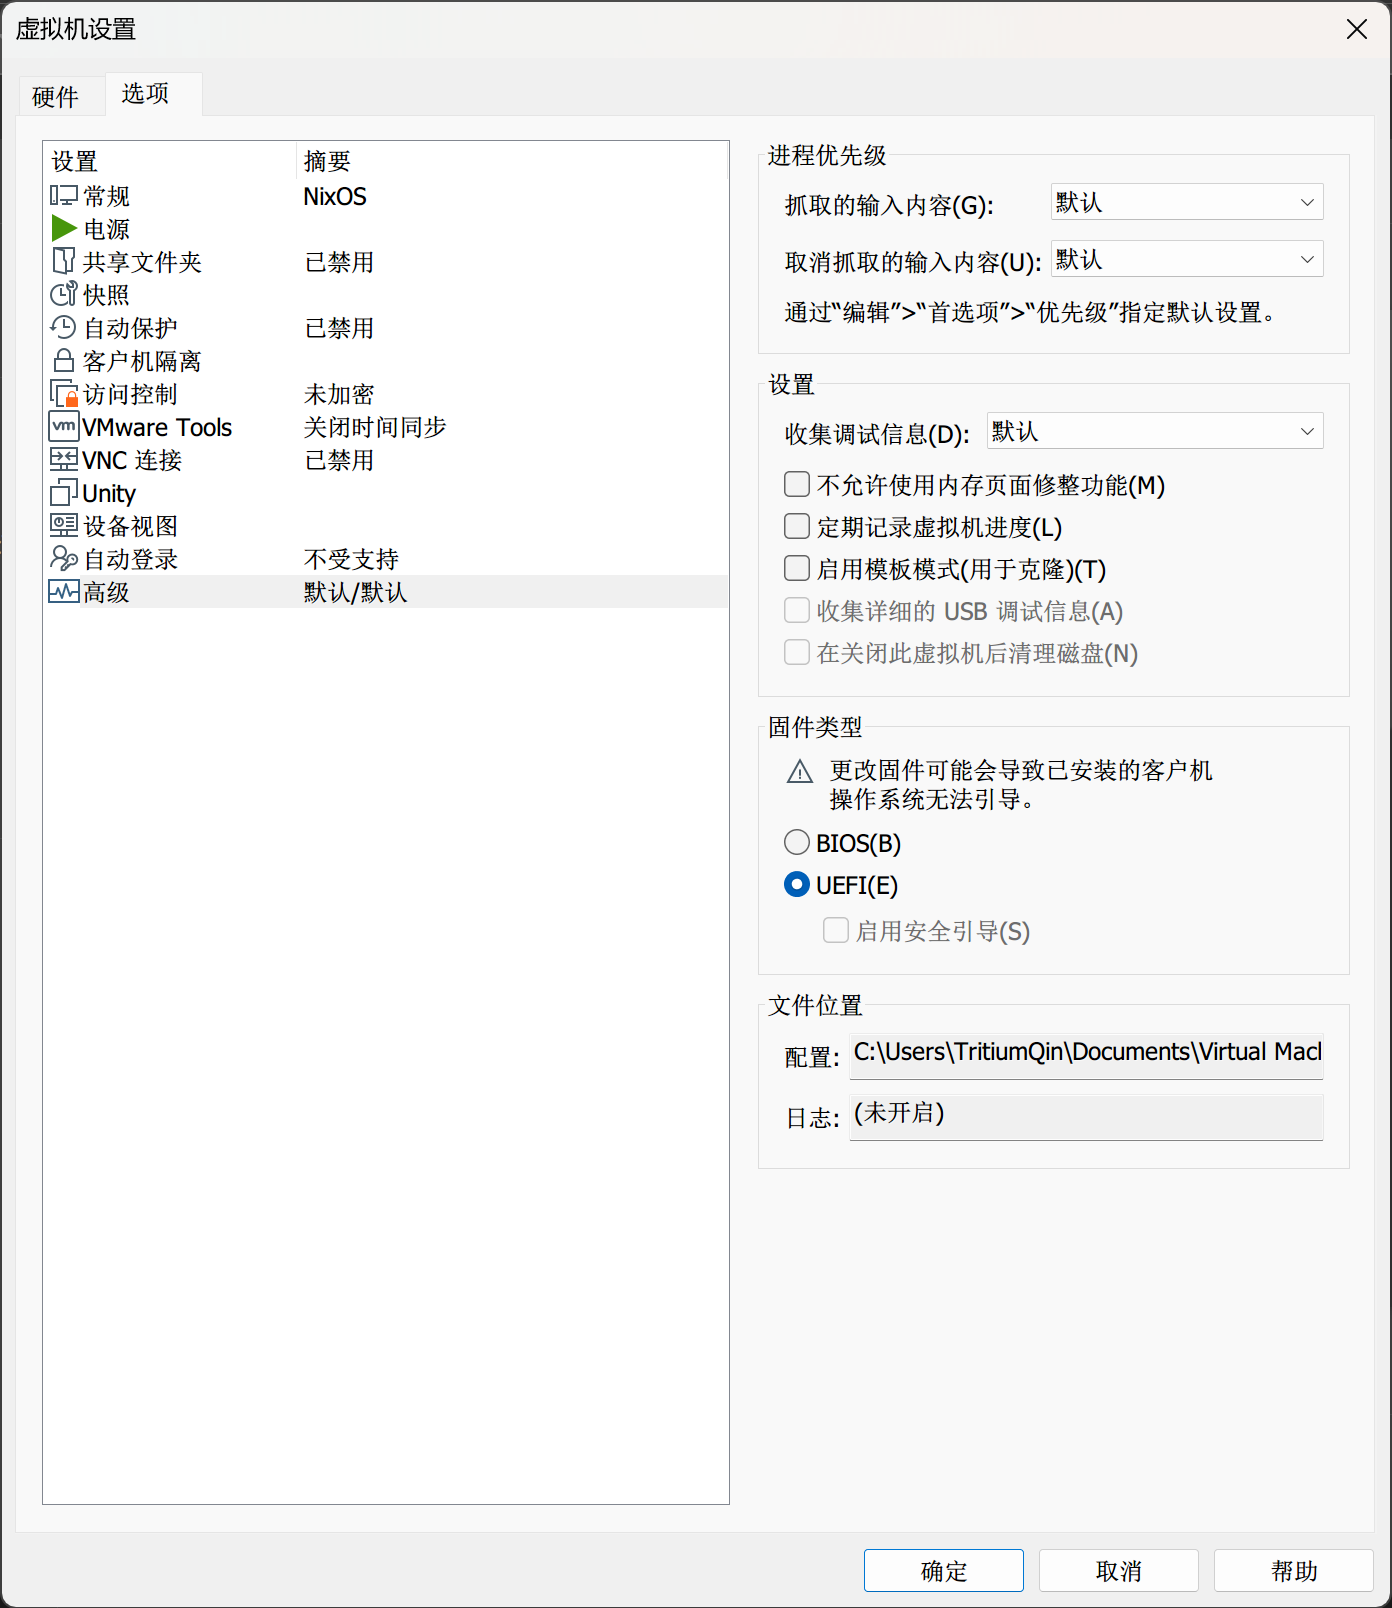 虚拟机设置
硬件
选项
设置 摘要
常规 NixOS
电源
共享文件夹 已禁用
快照
自动保护 已禁用
客户机隔离
访问控制 未加密
vm VMware Tools 关闭时间同步
VNC 连接 已禁用
Unity
设备视图
自动登录 不受支持
高级 默认/默认
进程优先级
抓取的输入内容(G): 默认
取消抓取的输入内容(U): 默认
通过“编辑”>“首选项”>“优先级”指定默认设置。
设置
收集调试信息(D): 默认
不允许使用内存页面修整功能(M)
定期记录虚拟机进度(L)
启用模板模式(用于克隆)(T)
收集详细的 USB 调试信息(A)
在关闭此虚拟机后清理磁盘(N)
固件类型
更改固件可能会导致已安装的客户机
操作系统无法引导。
BIOS(B)
UEFI(E)
启用安全引导(S)
文件位置
配置: C:\Users\TritiumQin\Documents\Virtual Mac
日志: (未开启)
确定 取消 帮助